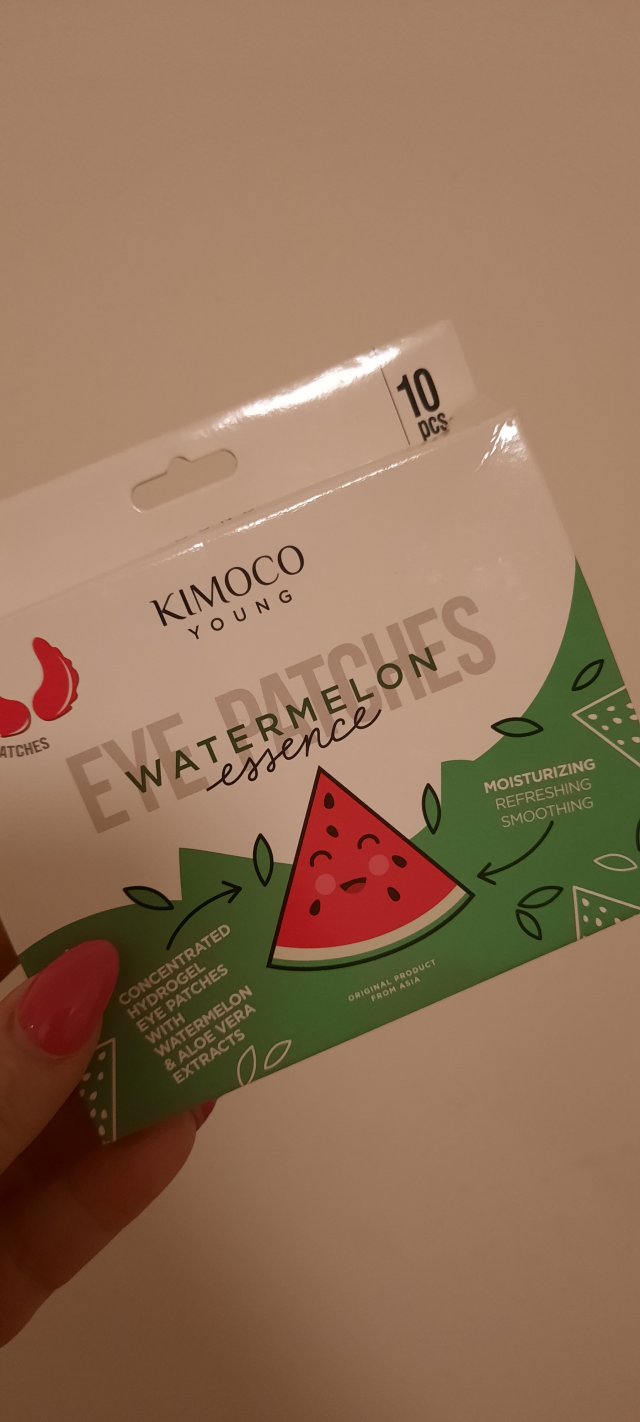 10
pcs
KIMOCO
YOUNG
EYE PATCHES
WATERMELON
essence
MOISTURIZING
REFRESHING
SMOOTHING
CONCENTRATED
HYDROGEL
EYE PATCHES
WITH
WATERMELON
& ALOE VERA
EXTRACTS
ORIGINAL PRODUCT
FROM ASIA